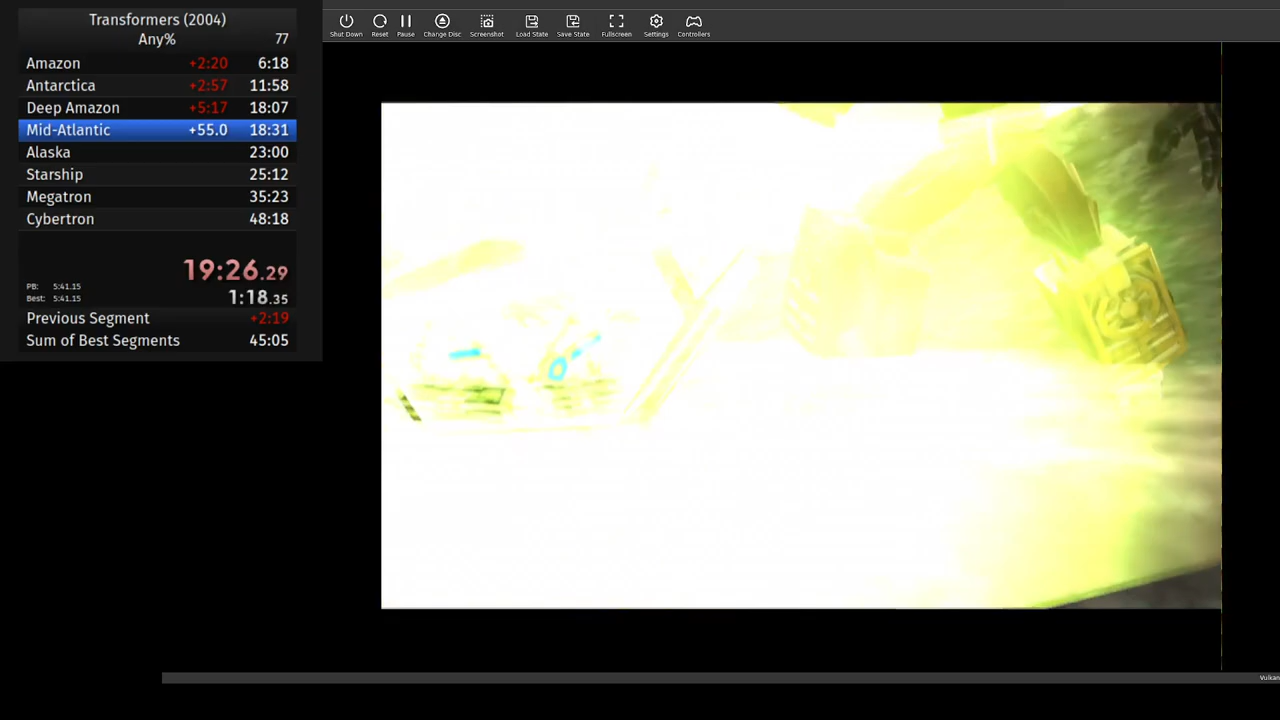 Transformers (2004)
Any% 77
Amazon +2:20 6:18
Antarctica +2:57 11:58
Deep Amazon +5:17 18:07
Mid-Atlantic +55.0 18:31
Alaska 23:00
Starship 25:12
Megatron 35:23
Cybertron 48:18
19:26.29
PB: 5:41.15
Best: 5:41.15
1:18.35
Previous Segment +2:19
Sum of Best Segments 45:05
Shut Down Reset Pause Change Disc Screenshot Load State Save State Fullscreen Settings Controllers
Vulkan